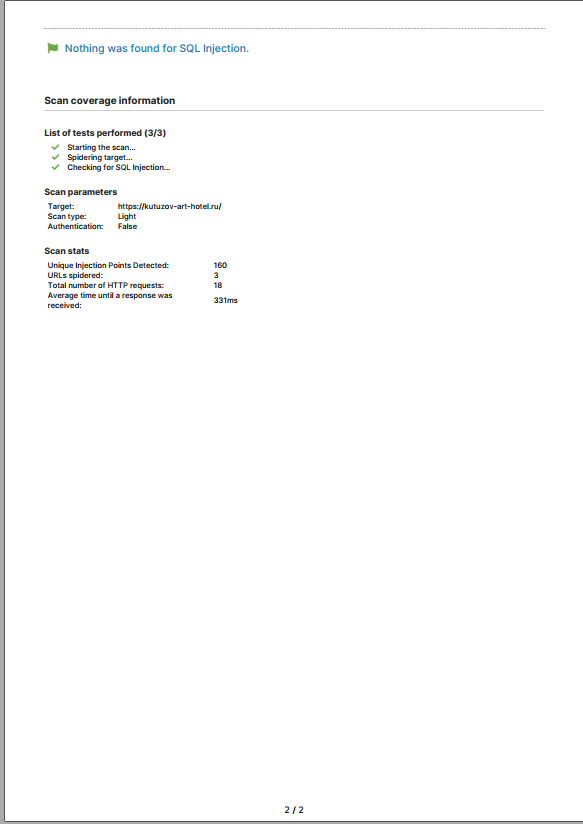 Nothing was found for SQL Injection.
Scan coverage information
List of tests performed (3/3)
Starting the scan...
Spidering target...
Checking for SQL Injection...
Scan parameters
Target: https://kutuzov-art-hotel.ru/
Scan type: Light
Authentication: False
Scan stats
Unique Injection Points Detected: 160
URLs spidered: 3
Total number of HTTP requests: 18
Average time until a response was
received: 331ms
2 / 2